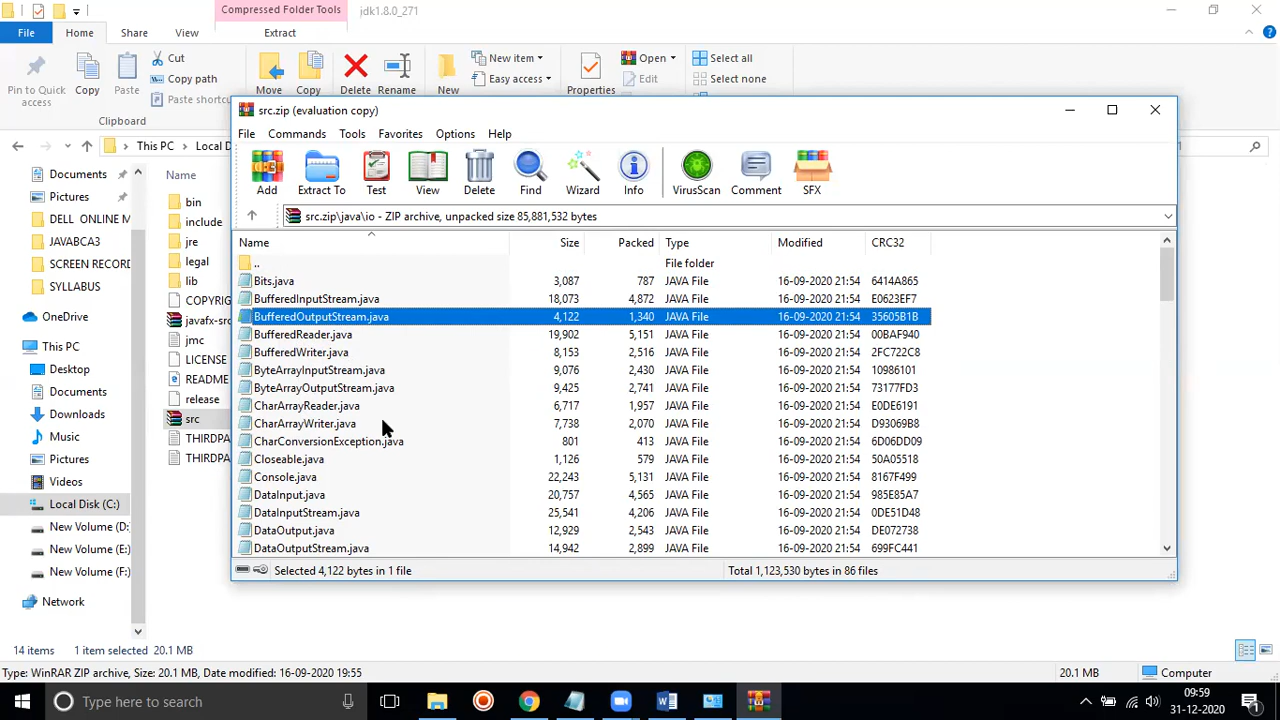 Compressed Folder Tools
jdk1.8.0_271
File
Home
Share
View
Extract
Pin to Quick
access
Copy
Paste
Cut
Copy path
Paste shortcu
Clipboard
Move
Copy
Delete
Rename
New
New item
Easy access
Properties
Open
Edit
Select all
Select none
This PC
Local D
1
src.zip (evaluation copy)
File Commands Tools Favorites Options Help
Add Extract To Test View Delete Find Wizard Info VirusScan Comment SFX
src.zip\java\io - ZIP archive, unpacked size 85,881,532 bytes
Name Size Packed Type Modified CRC32
.. File folder
Bits.java 3,087 787 JAVA File 16-09-2020 21:54 6414A865
BufferedInputStream.java 18,073 4,872 JAVA File 16-09-2020 21:54 E0623EF7
BufferedOutputStream.java 4,122 1,340 JAVA File 16-09-2020 21:54 35605B1B
BufferedReader.java 19,902 5,151 JAVA File 16-09-2020 21:54 00BAF940
BufferedWriter.java 8,153 2,516 JAVA File 16-09-2020 21:54 2FC722C8
ByteArrayInputStream.java 9,076 2,430 JAVA File 16-09-2020 21:54 10986101
ByteArrayOutputStream.java 9,425 2,741 JAVA File 16-09-2020 21:54 73177FD3
CharArrayReader.java 6,717 1,957 JAVA File 16-09-2020 21:54 E0DE6191
CharArrayWriter.java 7,738 2,070 JAVA File 16-09-2020 21:54 D93069B8
CharConversionException.java 801 413 JAVA File 16-09-2020 21:54 6D06DD09
Closeable.java 1,126 579 JAVA File 16-09-2020 21:54 50A05518
Console.java 22,243 5,131 JAVA File 16-09-2020 21:54 8167F499
DataInput.java 20,757 4,565 JAVA File 16-09-2020 21:54 985E85A7
DataInputStream.java 25,541 4,206 JAVA File 16-09-2020 21:54 0DE51D48
DataOutput.java 12,929 2,543 JAVA File 16-09-2020 21:54 DE072738
DataOutputStream.java 14,942 2,899 JAVA File 16-09-2020 21:54 699FC441
Selected 4,122 bytes in 1 file
Total 1,123,530 bytes in 86 files
Documents
Pictures
DELL ONLINE M
JAVABCA3
SCREEN RECORD
SYLLABUS
OneDrive
This PC
Desktop
Documents
Downloads
Music
Pictures
Videos
Local Disk (C:)
New Volume (D:
New Volume (E:)
New Volume (F:)
Network
Name
bin
include
jre
legal
lib
COPYRIG
javafx-src
jmc
LICENSE
README
release
src
THIRDPA
THIRDPA
14 items 1 item selected 20.1 MB
Type: WinRAR ZIP archive, Size: 20.1 MB, Date modified: 16-09-2020 19:55
20.1 MB
Computer
Type here to search
09:59
31-12-2020
1